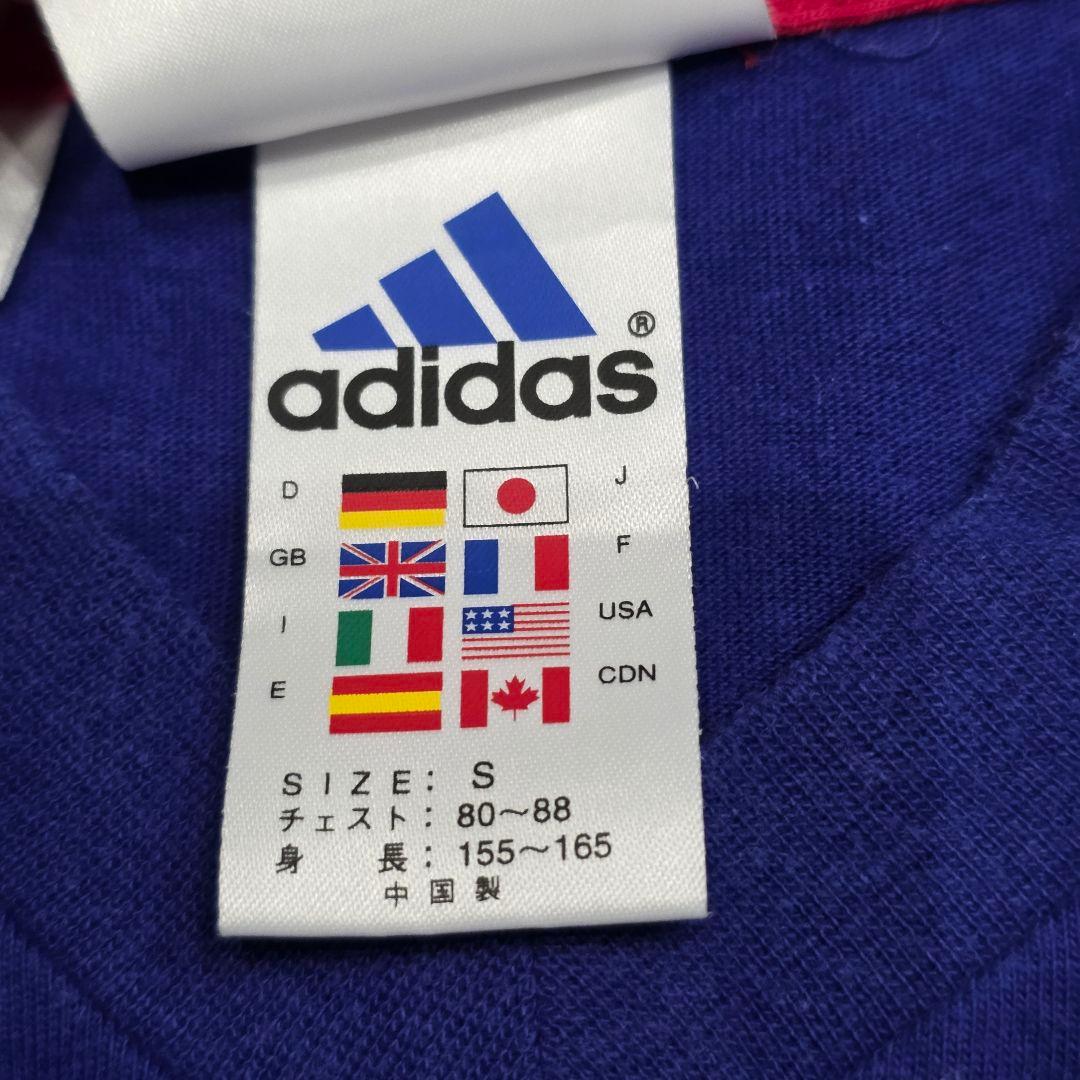 adidas®
D J
GB F
I USA
E CDN
SIZE: S
チェスト: 80〜88
身 長: 155〜165
中国製